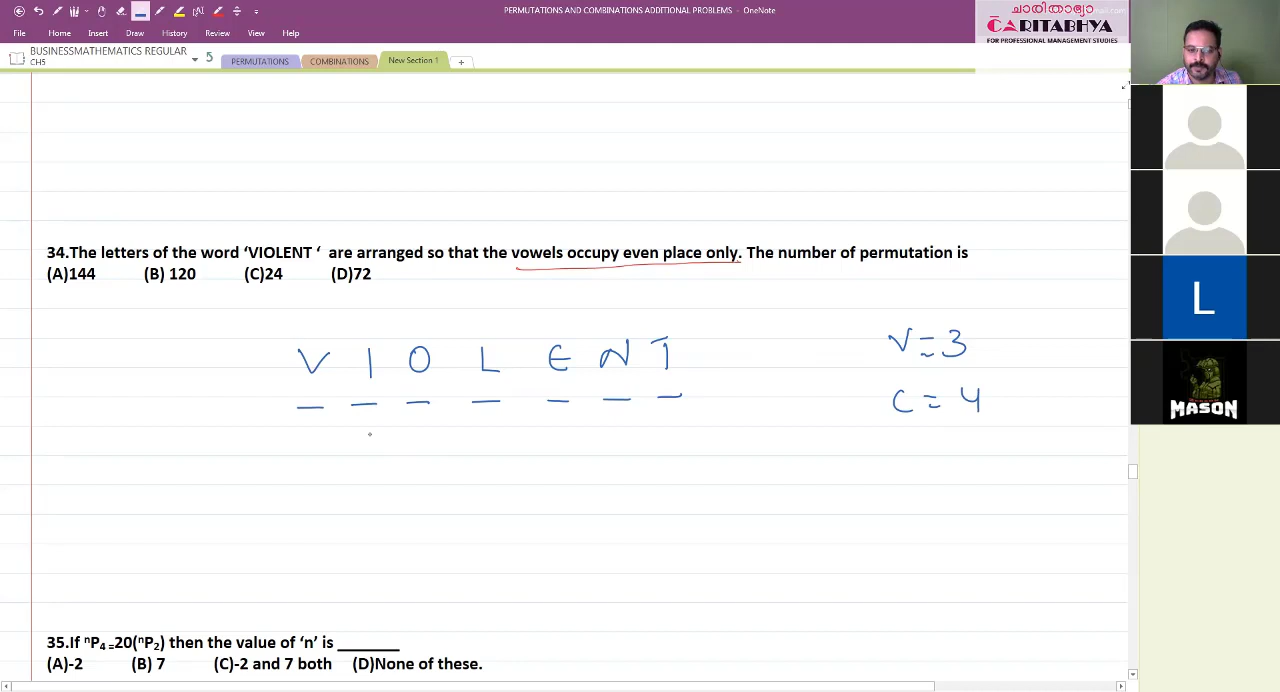 PERMUTATIONS AND COMBINATIONS ADDITIONAL PROBLEMS - OneNote
ചാരിതാഭ്യാ
CARITABHYA
FOR PROFESSIONAL MANAGEMENT STUDIES
File Home Insert Draw History Review View Help
BUSINESSMATHEMATICS REGULAR
CH5
PERMUTATIONS COMBINATIONS New Section 1
34.The letters of the word ‘VIOLENT ‘ are arranged so that the vowels occupy even place only. The number of permutation is
(A)144 (B) 120 (C)24 (D)72
V I O L E N T
V = 3
C = 4
35.If ⁿP₄ =20(ⁿP₂) then the value of ‘n’ is _______
(A)-2 (B) 7 (C)-2 and 7 both (D)None of these.
L
MASON